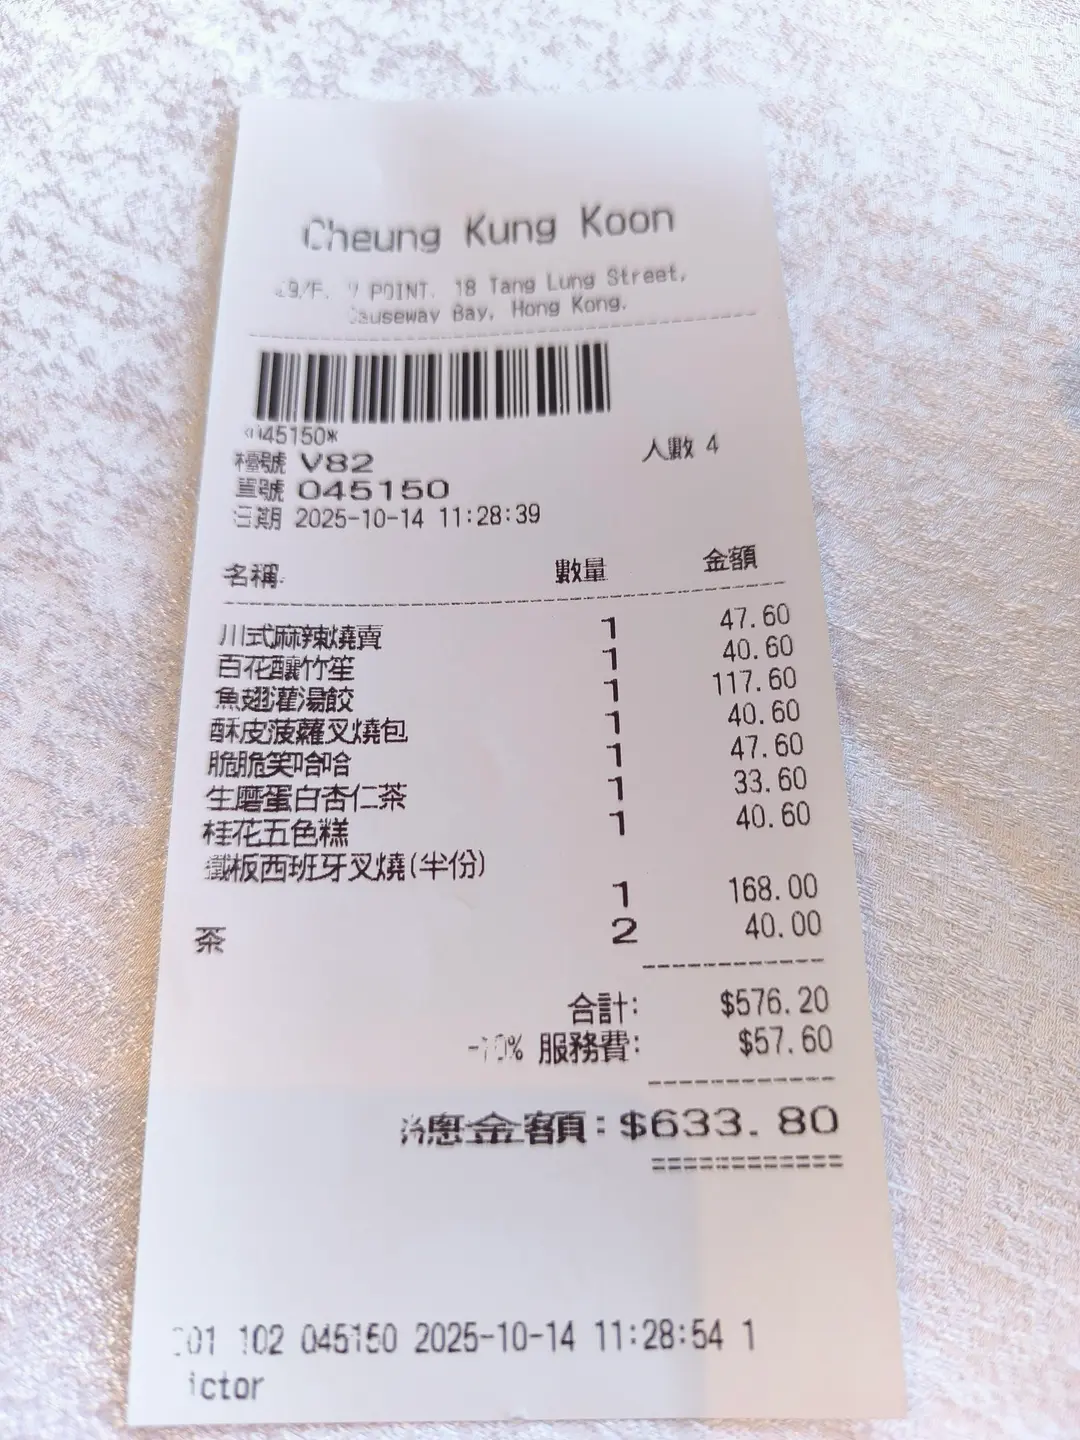 Cheung Kung Koon
POINT, 18 Tang Lung Street,
Causeway Bay, Hong Kong.
045150*
檯號 V82 人數 4
單號 045150
日期 2025-10-14 11:28:39
名稱 數量 金額
川式麻辣燒賣 1 47.60
百花釀竹笙 1 40.60
魚翅灌湯餃 1 117.60
酥皮菠蘿叉燒包 1 40.60
脆脆笑哈哈 1 47.60
生磨蛋白杏仁茶 1 33.60
桂花五色糕 1 40.60
鐵板西班牙叉燒(半份)
1 168.00
茶 2 40.00
合計: $576.20
10% 服務費: $57.60
總金額: $633.80
============
102 045150 2025-10-14 11:28:54 1
ictor